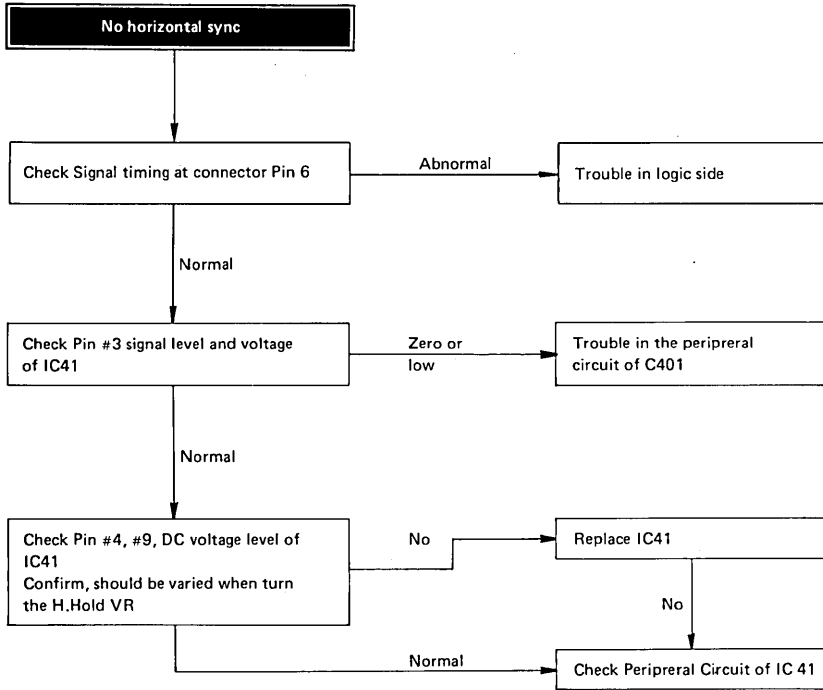 No horizontal sync
Check Signal timing at connector Pin 6
Abnormal
Trouble in logic side
Normal
Check Pin #3 signal level and voltage
of IC41
Zero or
low
Trouble in the peripreral
circuit of C401
Normal
Check Pin #4, #9, DC voltage level of
IC41
Confirm, should be varied when turn
the H.Hold VR
No
Replace IC41
No
Normal
Check Peripreral Circuit of IC 41